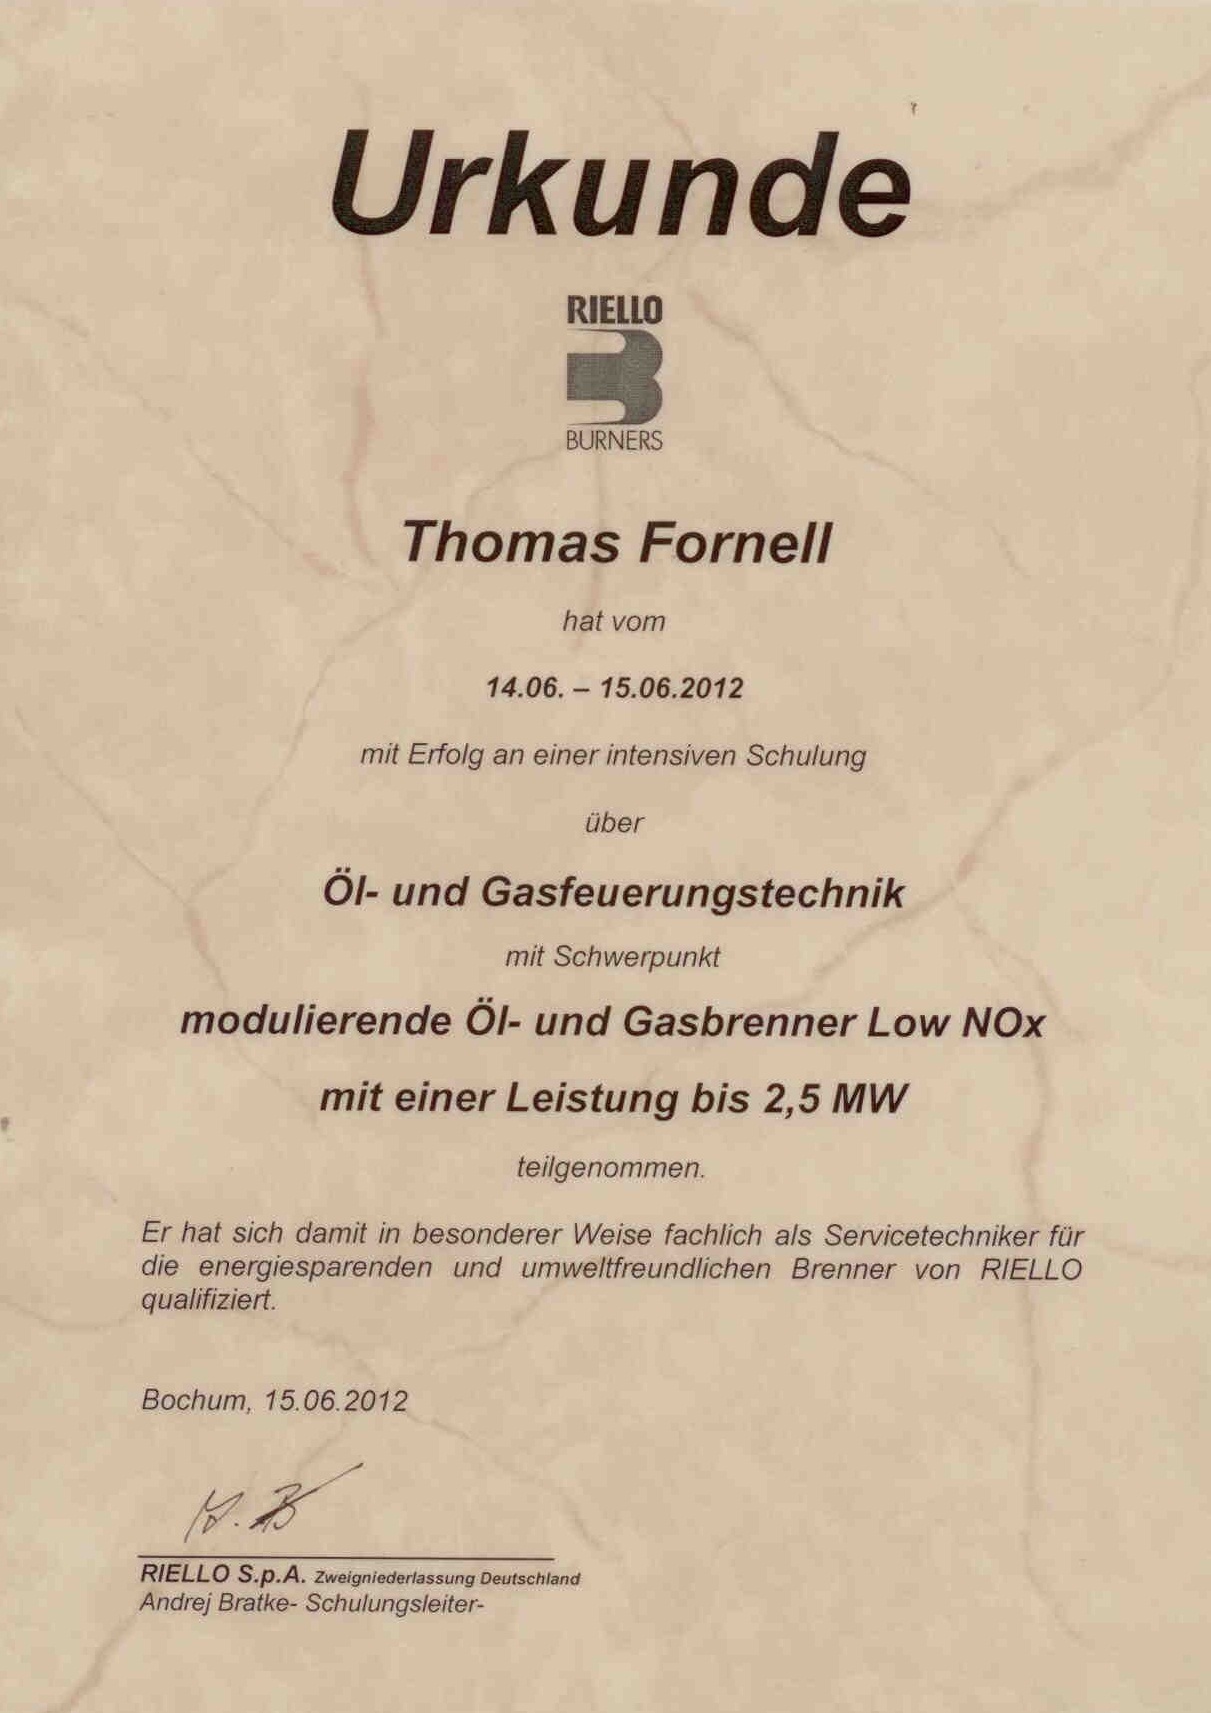 Urkunde
RIELLO
BURNERS
Thomas Fornell
hat vom
14.06. – 15.06.2012
mit Erfolg an einer intensiven Schulung
über
Öl- und Gasfeuerungstechnik
mit Schwerpunkt
modulierende Öl- und Gasbrenner Low NOx
mit einer Leistung bis 2,5 MW
teilgenommen.
Er hat sich damit in besonderer Weise fachlich als Servicetechniker für
die energiesparenden und umweltfreundlichen Brenner von RIELLO
qualifiziert.
Bochum, 15.06.2012
A. B
RIELLO S.p.A. Zweigniederlassung Deutschland
Andrej Bratke- Schulungsleiter-